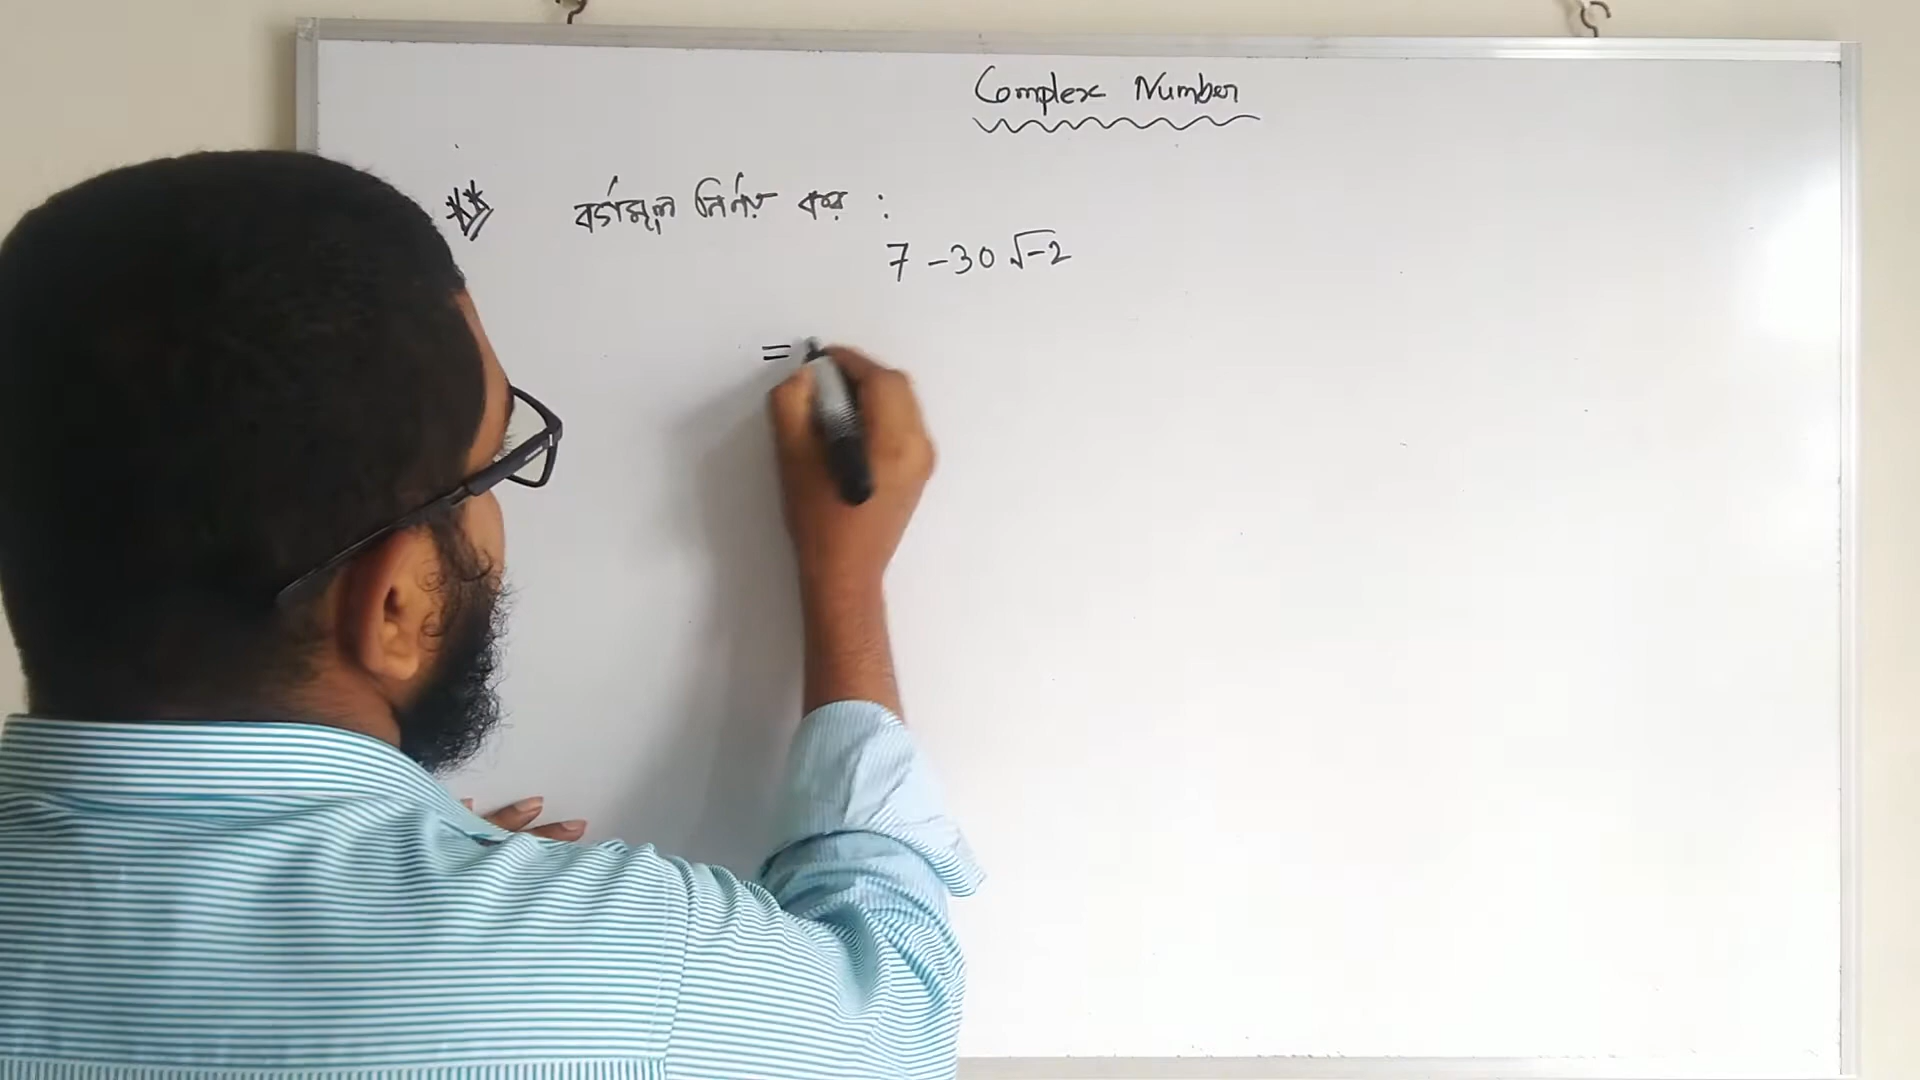 Complex Number
** বর্গমূল নির্ণয় কর :
7 - 30 √-2
=